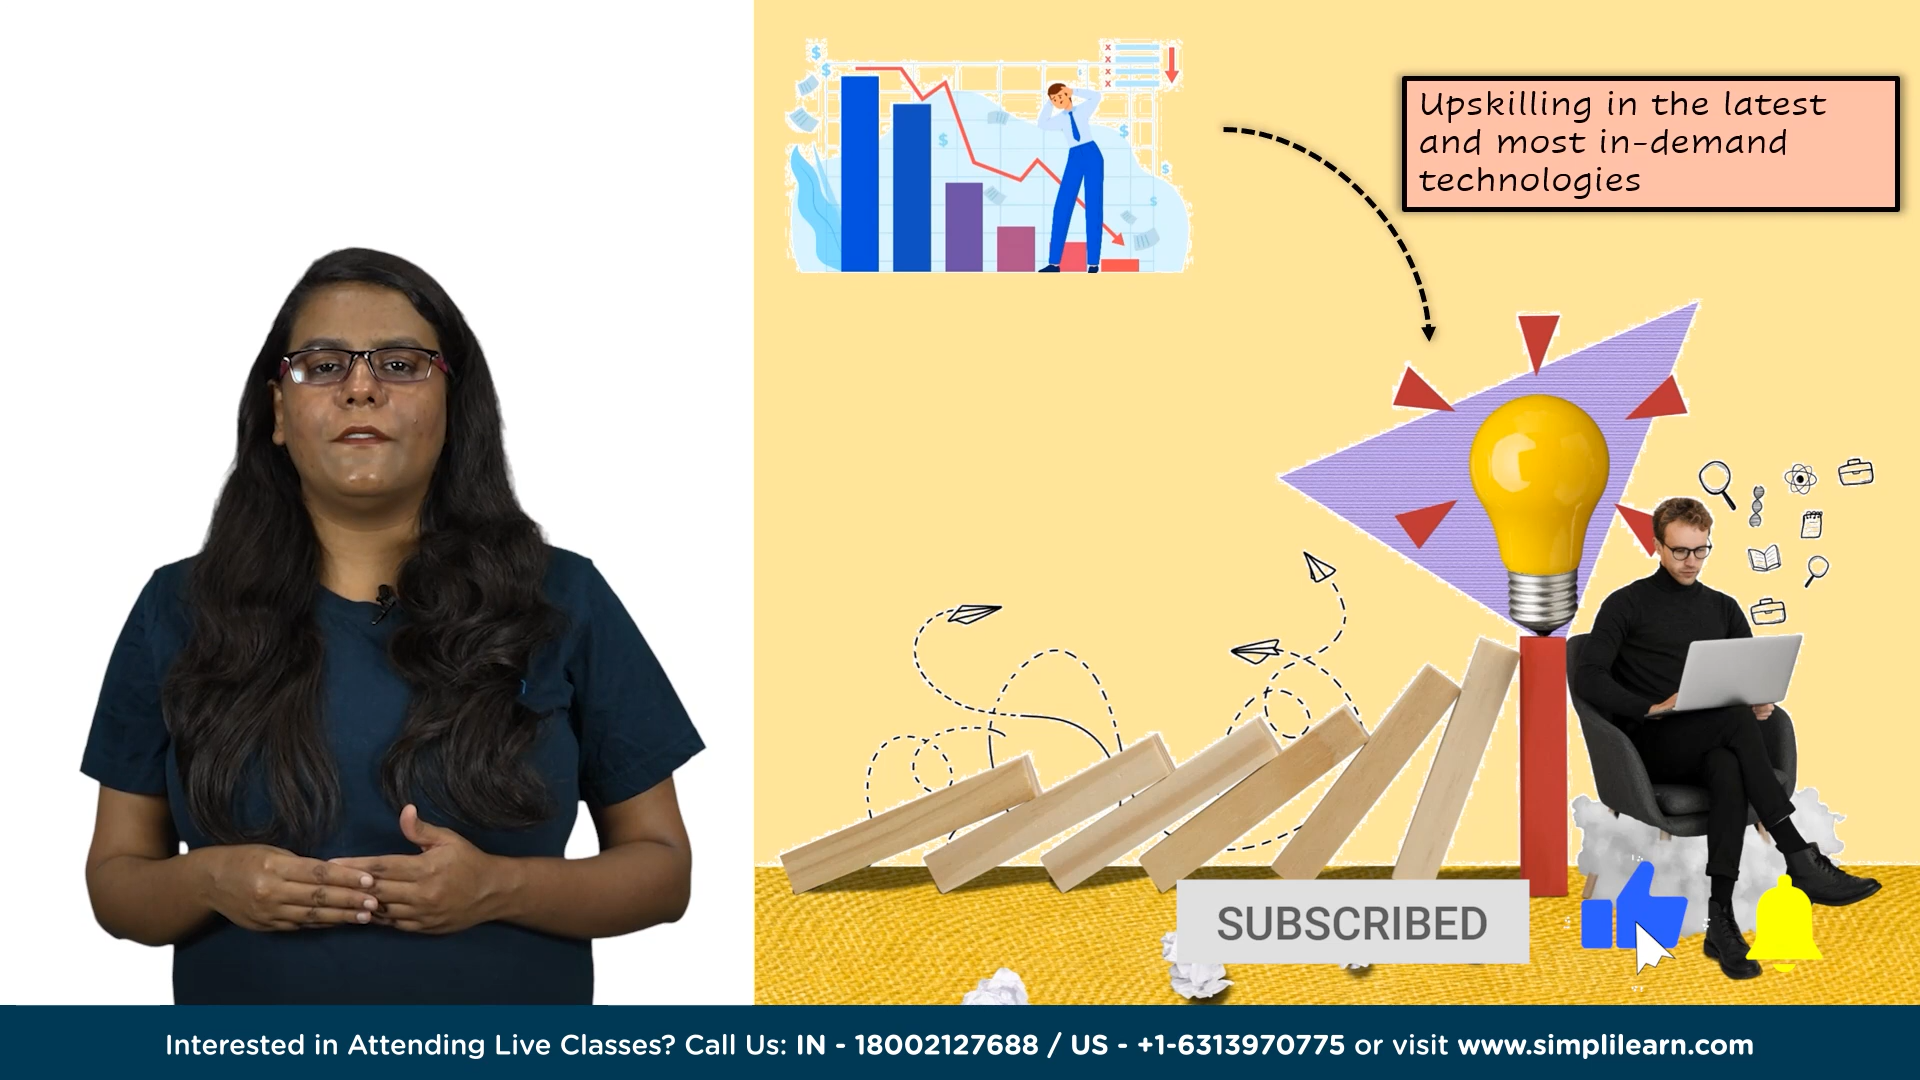 Upskilling in the latest
and most in-demand
technologies
SUBSCRIBED
Interested in Attending Live Classes? Call Us: IN - 18002127688 / US - +1-6313970775 or visit www.simplilearn.com